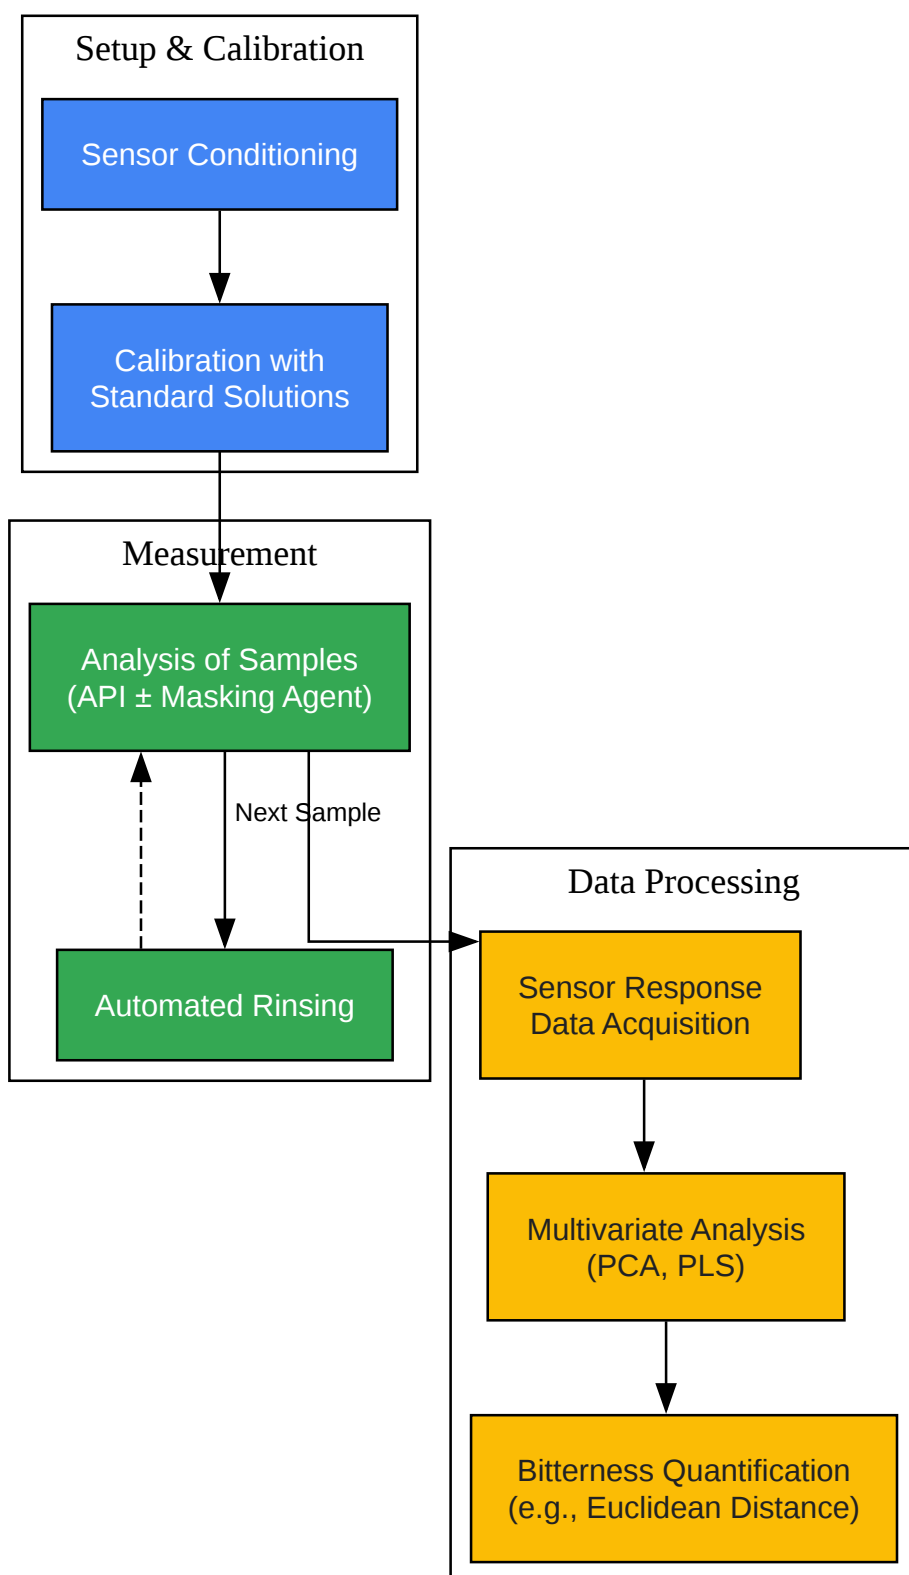 Setup & Calibration
Sensor Conditioning
Calibration with
Standard Solutions
Measurement
Analysis of Samples
(API ± Masking Agent)
Next Sample
Automated Rinsing
Data Processing
Sensor Response
Data Acquisition
Multivariate Analysis
(PCA, PLS)
Bitterness Quantification
(e.g., Euclidean Distance)